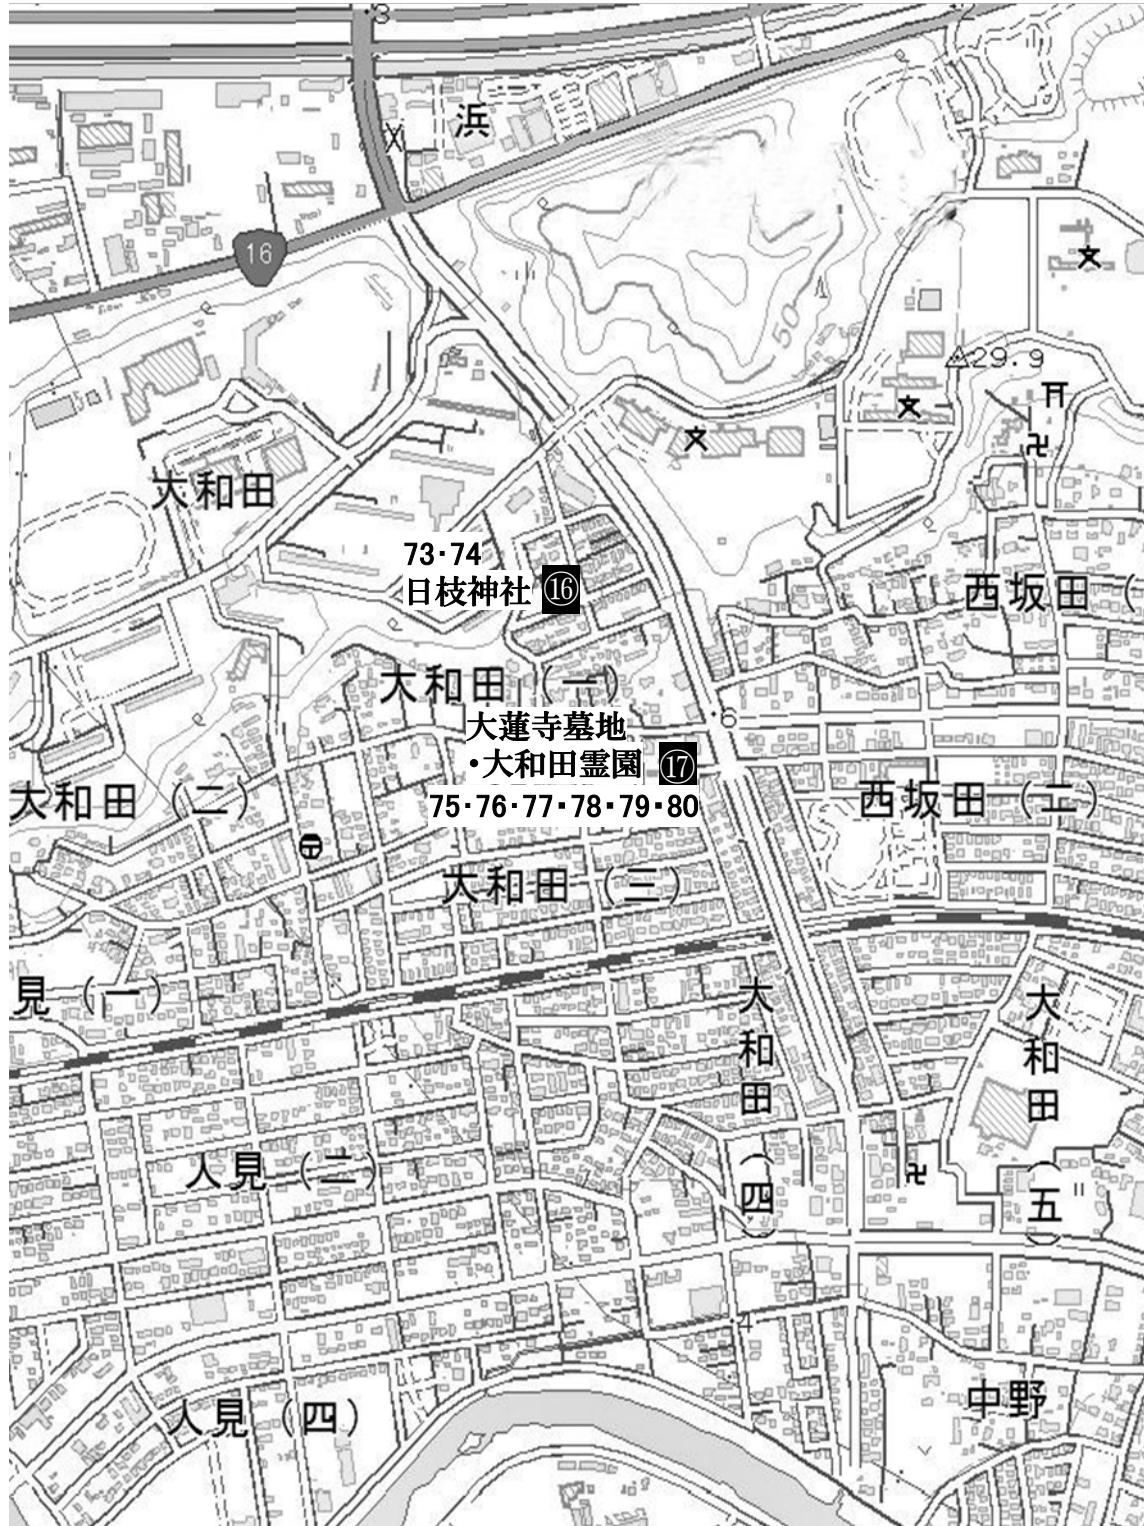 3
浜
16
50
29.9
大和田
73・74
日枝神社 ⑯
西坂田（
大和田（一）
6
大蓮寺墓地
・大和田霊園 ⑰
75・76・77・78・79・80
大和田（二）
西坂田（三）
大和田（三）
見（一）
大和田（四）
大和田（五）
人見（二）
4
人見（四）
中野